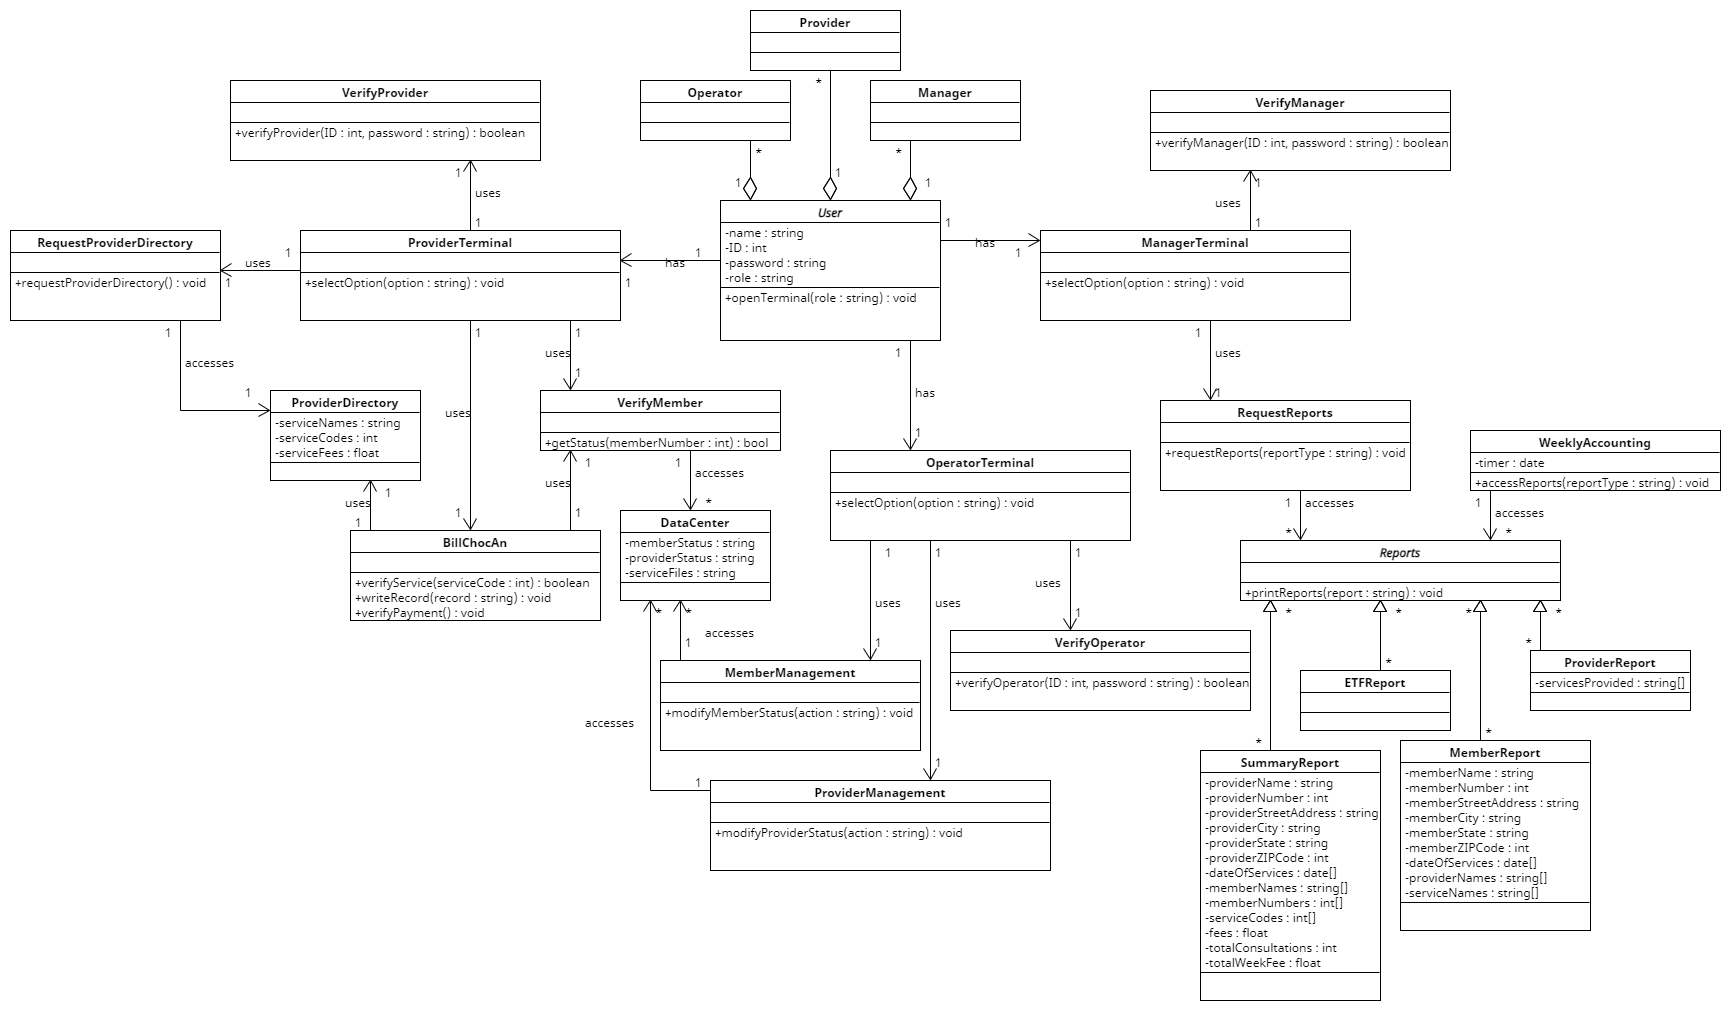 Provider
*
1
Operator
*
1
Manager
*
1
VerifyProvider
+verifyProvider(ID : int, password : string) : boolean
1
uses
1
VerifyManager
+verifyManager(ID : int, password : string) : boolean
1
uses
1
User
-name : string
-ID : int
-password : string
-role : string
+openTerminal(role : string) : void
1
has
1
1
has
1
1
has
1
RequestProviderDirectory
+requestProviderDirectory() : void
1
uses
1
ProviderTerminal
+selectOption(option : string) : void
ManagerTerminal
+selectOption(option : string) : void
1
accesses
1
1
uses
1
1
uses
1
1
uses
1
ProviderDirectory
-serviceNames : string
-serviceCodes : int
-serviceFees : float
VerifyMember
+getStatus(memberNumber : int) : bool
RequestReports
+requestReports(reportType : string) : void
WeeklyAccounting
-timer : date
+accessReports(reportType : string) : void
OperatorTerminal
+selectOption(option : string) : void
1
uses
1
1
uses
1
1
accesses
*
1
accesses
*
1
accesses
*
BillChocAn
+verifyService(serviceCode : int) : boolean
+writeRecord(record : string) : void
+verifyPayment() : void
DataCenter
-memberStatus : string
-providerStatus : string
-serviceFiles : string
Reports
+printReports(report : string) : void
*
accesses
1
*
accesses
1
1
uses
1
1
uses
1
1
uses
1
MemberManagement
+modifyMemberStatus(action : string) : void
VerifyOperator
+verifyOperator(ID : int, password : string) : boolean
ProviderManagement
+modifyProviderStatus(action : string) : void
*
*
*
*
*
*
*
*
ProviderReport
-servicesProvided : string[]
ETFReport
SummaryReport
-providerName : string
-providerNumber : int
-providerStreetAddress : string
-providerCity : string
-providerState : string
-providerZIPCode : int
-dateOfServices : date[]
-memberNames : string[]
-memberNumbers : int[]
-serviceCodes : int[]
-fees : float
-totalConsultations : int
-totalWeekFee : float
MemberReport
-memberName : string
-memberNumber : int
-memberStreetAddress : string
-memberCity : string
-memberState : string
-memberZIPCode : int
-dateOfServices : date[]
-providerNames : string[]
-serviceNames : string[]